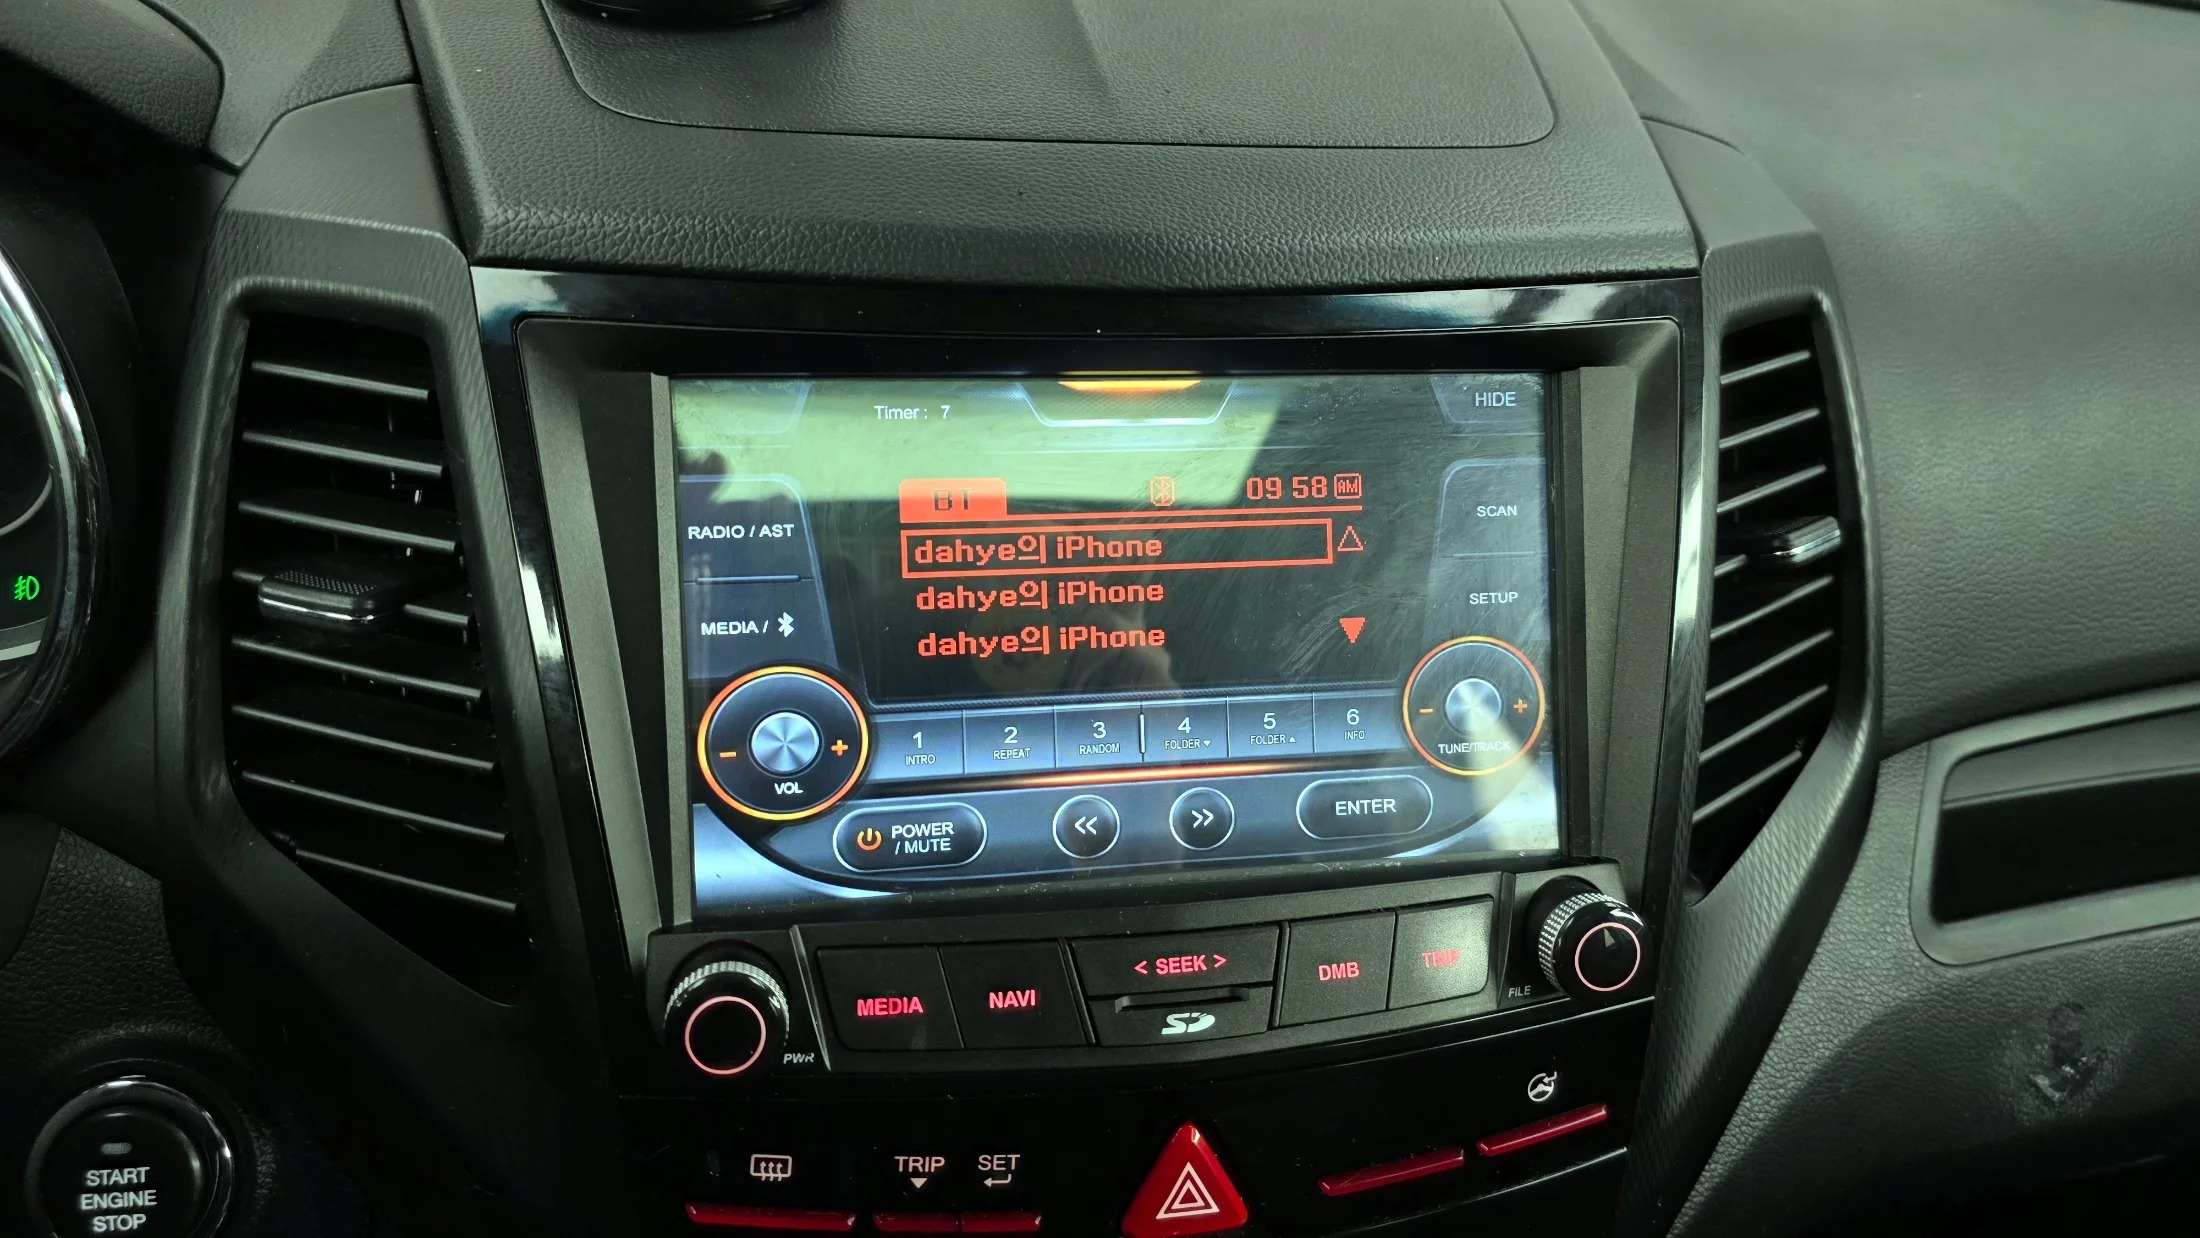 Timer : 7
HIDE
BT
09 58 AM
RADIO / AST
dahye의 iPhone
SCAN
dahye의 iPhone
SETUP
MEDIA /
dahye의 iPhone
- +
VOL
1
INTRO
2
REPEAT
3
RANDOM
4
FOLDER ▼
5
FOLDER ▲
6
INFO
- +
TUNE/TRACK
POWER
/ MUTE
<<
>>
ENTER
MEDIA
NAVI
< SEEK >
SD
DMB
TRIP
FILE
PWR
START
ENGINE
STOP
TRIP
SET